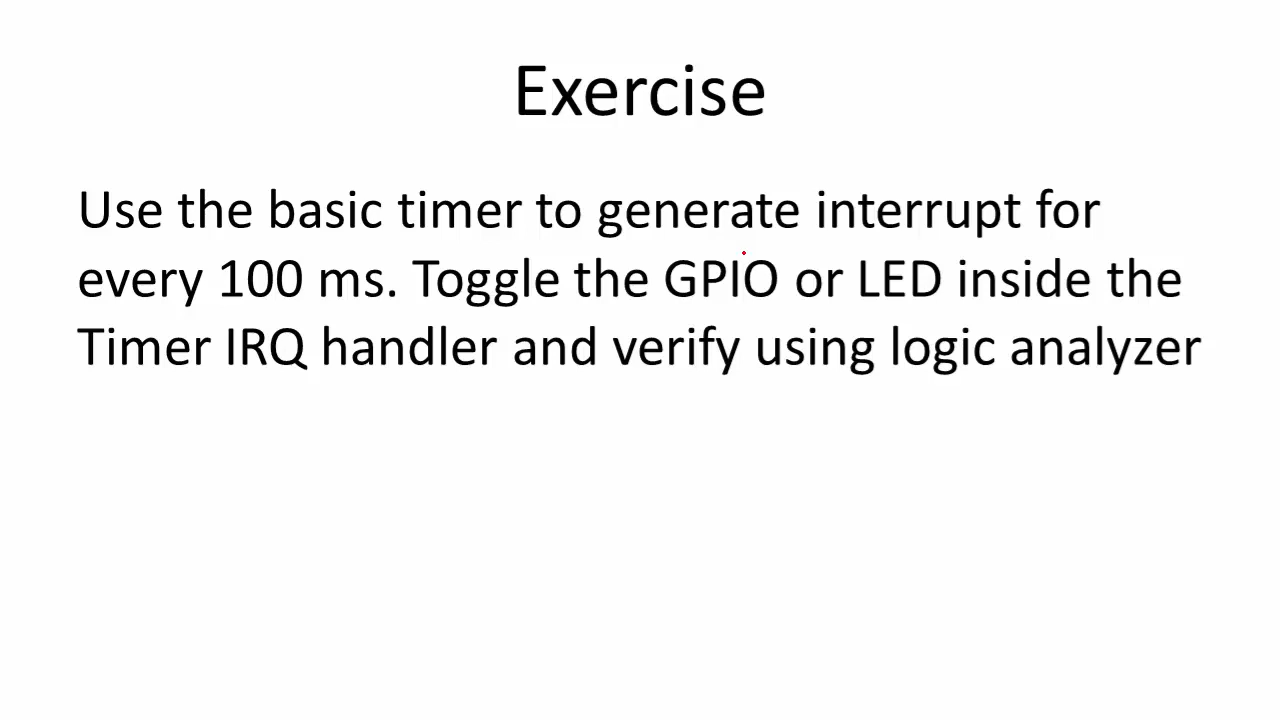 Exercise
Use the basic timer to generate interrupt for
every 100 ms. Toggle the GPIO or LED inside the
Timer IRQ handler and verify using logic analyzer